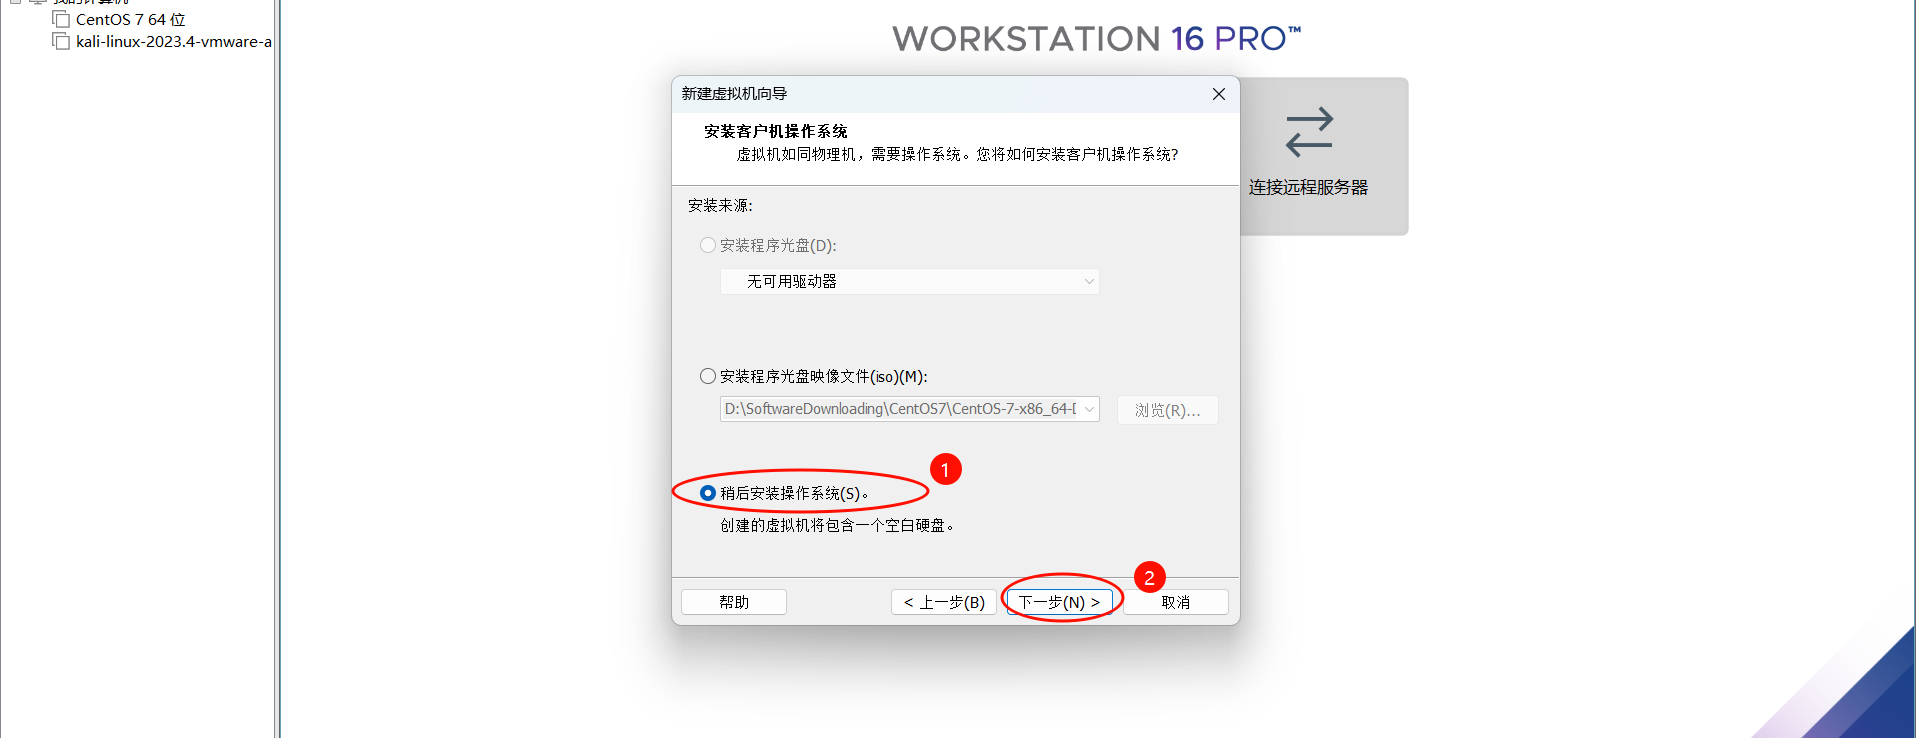 CentOS 7 64 位
kali-linux-2023.4-vmware-a
WORKSTATION 16 PRO™
新建虚拟机向导
安装客户机操作系统
虚拟机如同物理机，需要操作系统。您将如何安装客户机操作系统?
连接远程服务器
安装来源:
安装程序光盘(D):
无可用驱动器
安装程序光盘映像文件(iso)(M):
D:\SoftwareDownloading\CentOS7\CentOS-7-x86_64-D
浏览(R)...
1
稍后安装操作系统(S)。
创建的虚拟机将包含一个空白硬盘。
2
帮助
< 上一步(B)
下一步(N) >
取消